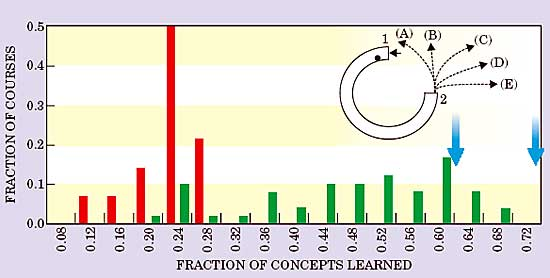 FRACTION OF COURSES
0.5
0.4
0.3
0.2
0.1
0.0
1
(A)
(B)
(C)
(D)
(E)
2
0.08 0.12 0.16 0.20 0.24 0.28 0.32 0.36 0.40 0.44 0.48 0.52 0.56 0.60 0.64 0.68 0.72
FRACTION OF CONCEPTS LEARNED